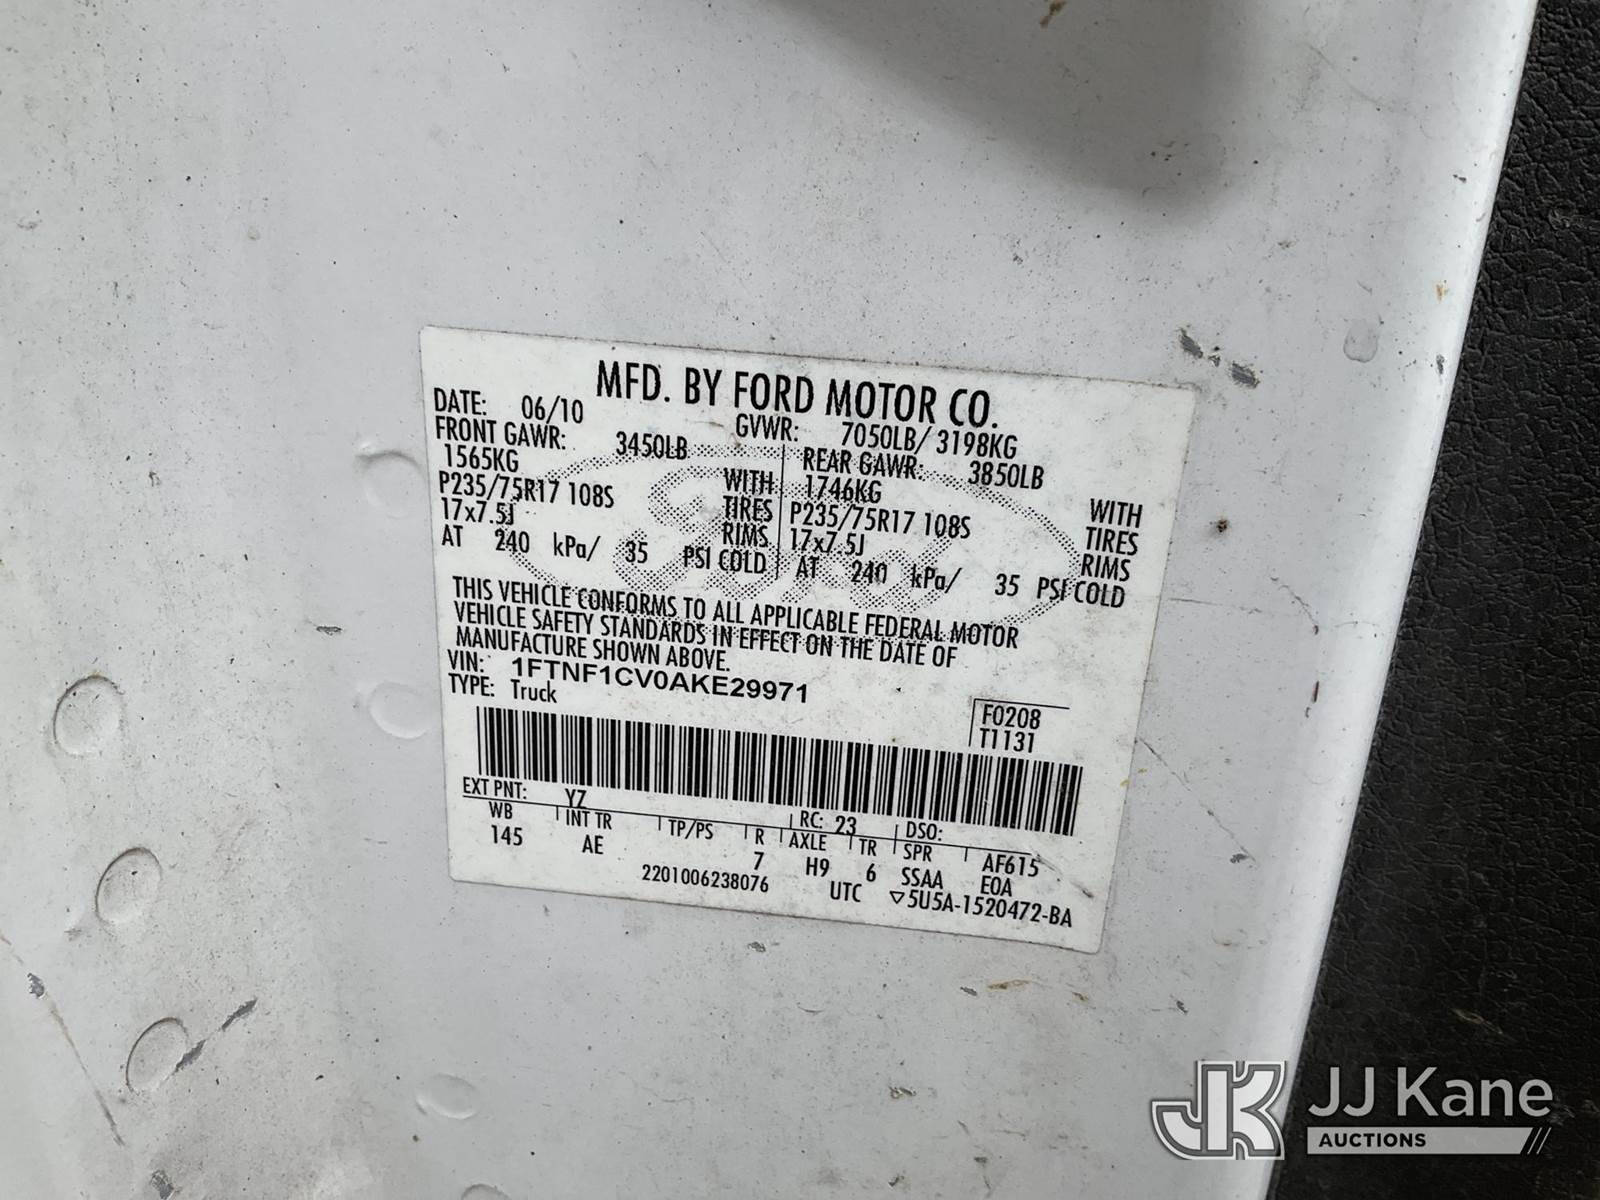 MFD. BY FORD MOTOR CO.
DATE: 06/10 GVWR: 7050LB/ 3198KG
FRONT GAWR: 3450LB REAR GAWR: 3850LB
1565KG WITH 1746KG WITH
P235/75R17 108S TIRES P235/75R17 108S TIRES
17x7.5J RIMS 17x7.5J RIMS
AT 240 kPa/ 35 PSI COLD AT 240 kPa/ 35 PSI COLD
THIS VEHICLE CONFORMS TO ALL APPLICABLE FEDERAL MOTOR
VEHICLE SAFETY STANDARDS IN EFFECT ON THE DATE OF
MANUFACTURE SHOWN ABOVE.
VIN: 1FTNF1CV0AKE29971
TYPE: Truck
F0208
T1131
EXT PNT: YZ RC: 23 DSO:
WB INT TR TP/PS R AXLE TR SPR AF615
145 AE 7 H9 6 SSAA EOA
2201006238076 UTC ▽5U5A-1520472-BA
Ford
JK JJ Kane
AUCTIONS